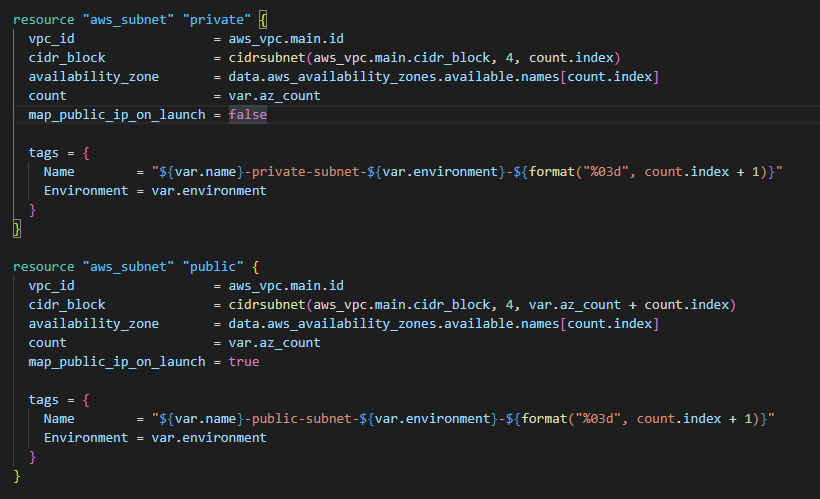 resource "aws_subnet" "private" {
  vpc_id                  = aws_vpc.main.id
  cidr_block              = cidrsubnet(aws_vpc.main.cidr_block, 4, count.index)
  availability_zone       = data.aws_availability_zones.available.names[count.index]
  count                   = var.az_count
  map_public_ip_on_launch = false

  tags = {
    Name        = "${var.name}-private-subnet-${var.environment}-${format("%03d", count.index + 1)}"
    Environment = var.environment
  }
}

resource "aws_subnet" "public" {
  vpc_id                  = aws_vpc.main.id
  cidr_block              = cidrsubnet(aws_vpc.main.cidr_block, 4, var.az_count + count.index)
  availability_zone       = data.aws_availability_zones.available.names[count.index]
  count                   = var.az_count
  map_public_ip_on_launch = true

  tags = {
    Name        = "${var.name}-public-subnet-${var.environment}-${format("%03d", count.index + 1)}"
    Environment = var.environment
  }
}